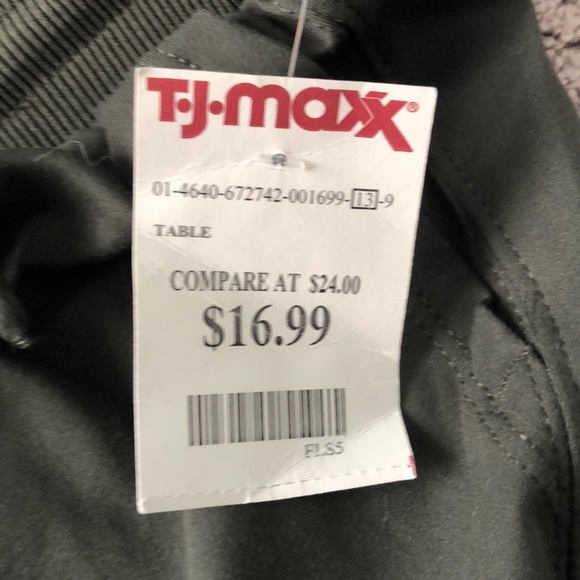 T·J·maxx®
01-4640-672742-001699-13-9
TABLE
COMPARE AT $24.00
$16.99
FLS5